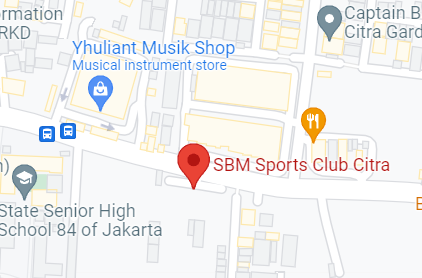 ormation
RKD
Captain B
Citra Gard
Yhuliant Musik Shop
Musical instrument store
SBM Sports Club Citra
n)
State Senior High
School 84 of Jakarta